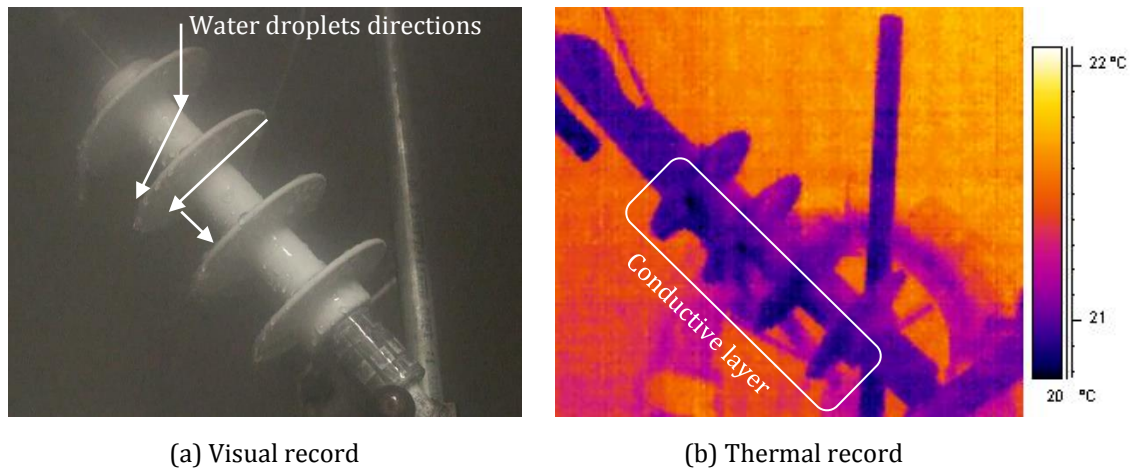 Water droplets directions
Conductive layer
22 °C
21
20 °C
(a) Visual record
(b) Thermal record